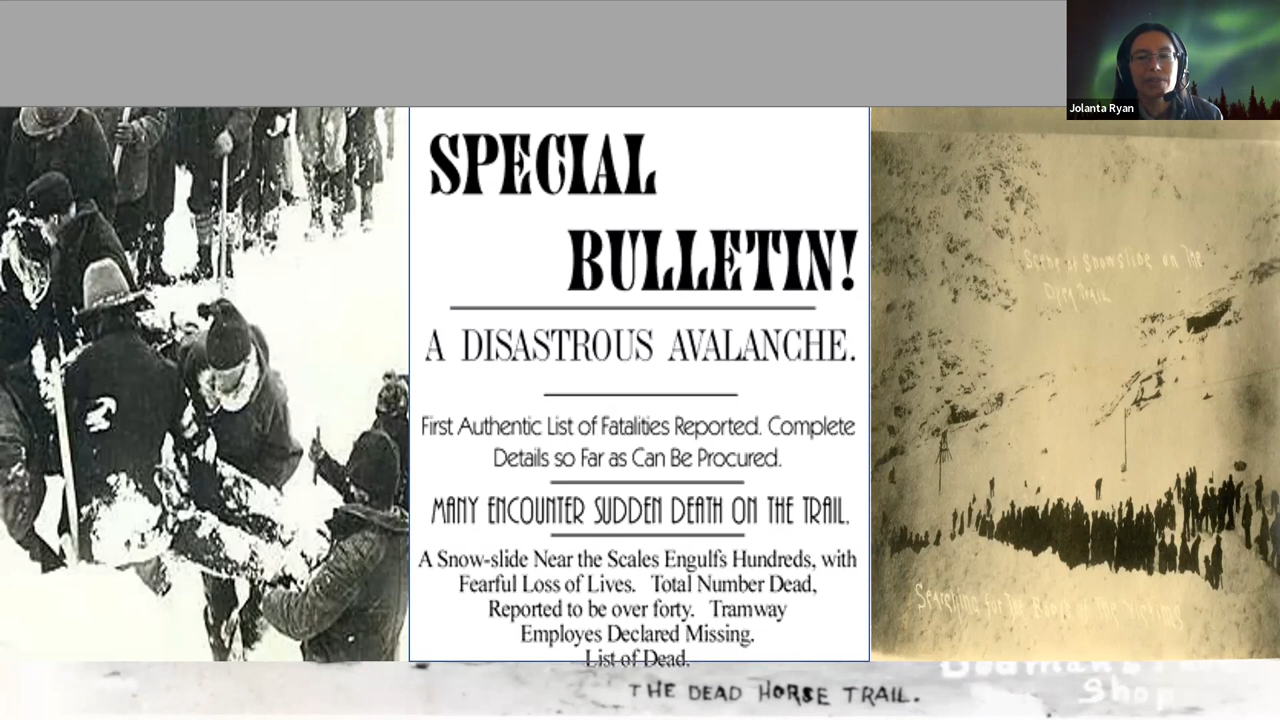 Jolanta Ryan
SPECIAL
BULLETIN!
A DISASTROUS AVALANCHE.
First Authentic List of Fatalities Reported. Complete
Details so Far as Can Be Procured.
MANY ENCOUNTER SUDDEN DEATH ON THE TRAIL.
A Snow-slide Near the Scales Engulfs Hundreds, with
Fearful Loss of Lives. Total Number Dead,
Reported to be over forty. Tramway
Employes Declared Missing.
List of Dead.
Scene of Snowslide on The
Dyea Trail
Searching for The Bodys of The Victims
THE DEAD HORSE TRAIL.
Shop